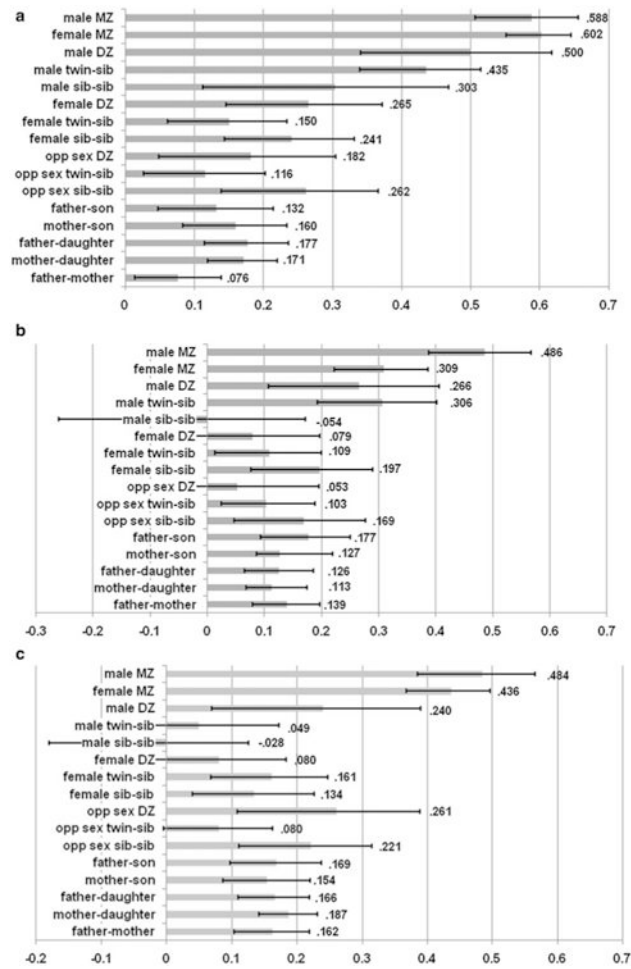 a
male MZ .588
female MZ .602
male DZ .500
male twin-sib .435
male sib-sib .303
female DZ .265
female twin-sib .150
female sib-sib .241
opp sex DZ .182
opp sex twin-sib .116
opp sex sib-sib .262
father-son .132
mother-son .160
father-daughter .177
mother-daughter .171
father-mother .076
0 0.1 0.2 0.3 0.4 0.5 0.6 0.7
b
male MZ .486
female MZ .309
male DZ .266
male twin-sib .306
male sib-sib -.054
female DZ .079
female twin-sib .109
female sib-sib .197
opp sex DZ .053
opp sex twin-sib .103
opp sex sib-sib .169
father-son .177
mother-son .127
father-daughter .126
mother-daughter .113
father-mother .139
-0.3 -0.2 -0.1 0 0.1 0.2 0.3 0.4 0.5 0.6 0.7
c
male MZ .484
female MZ .436
male DZ .240
male twin-sib .049
male sib-sib -.028
female DZ .080
female twin-sib .161
female sib-sib .134
opp sex DZ .261
opp sex twin-sib .080
opp sex sib-sib .221
father-son .169
mother-son .154
father-daughter .166
mother-daughter .187
father-mother .162
-0.2 -0.1 0 0.1 0.2 0.3 0.4 0.5 0.6 0.7